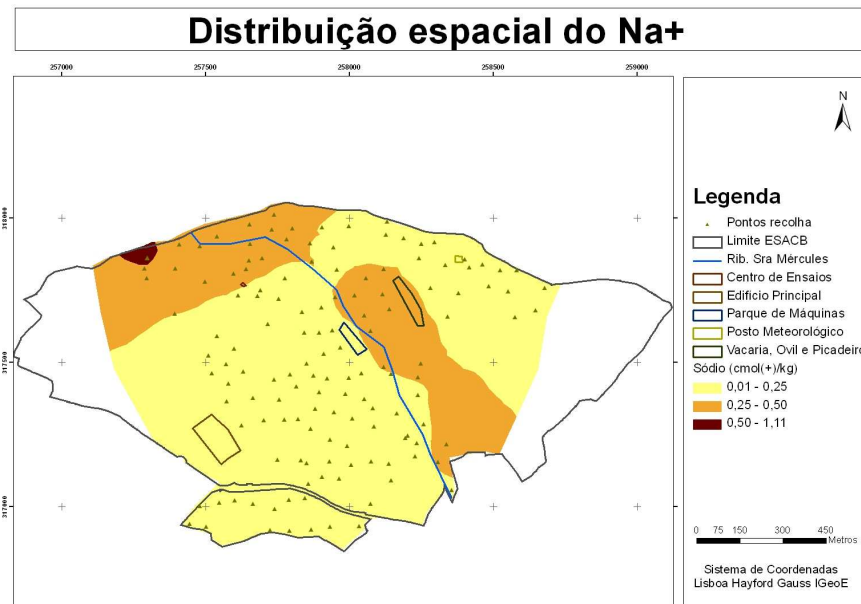 Distribuição espacial do Na+
257000
257500
258000
258500
259000
318000
318000
317500
317500
317000
317000
N
Legenda
Pontos recolha
Limite ESACB
Rib. Sra Mércules
Centro de Ensaios
Edifício Principal
Parque de Máquinas
Posto Meteorológico
Vacaria, Ovil e Picadeiro
Sódio (cmol(+)/kg)
0,01 - 0,25
0,25 - 0,50
0,50 - 1,11
0 75 150 300 450
Metros
Sistema de Coordenadas
Lisboa Hayford Gauss IGeoE